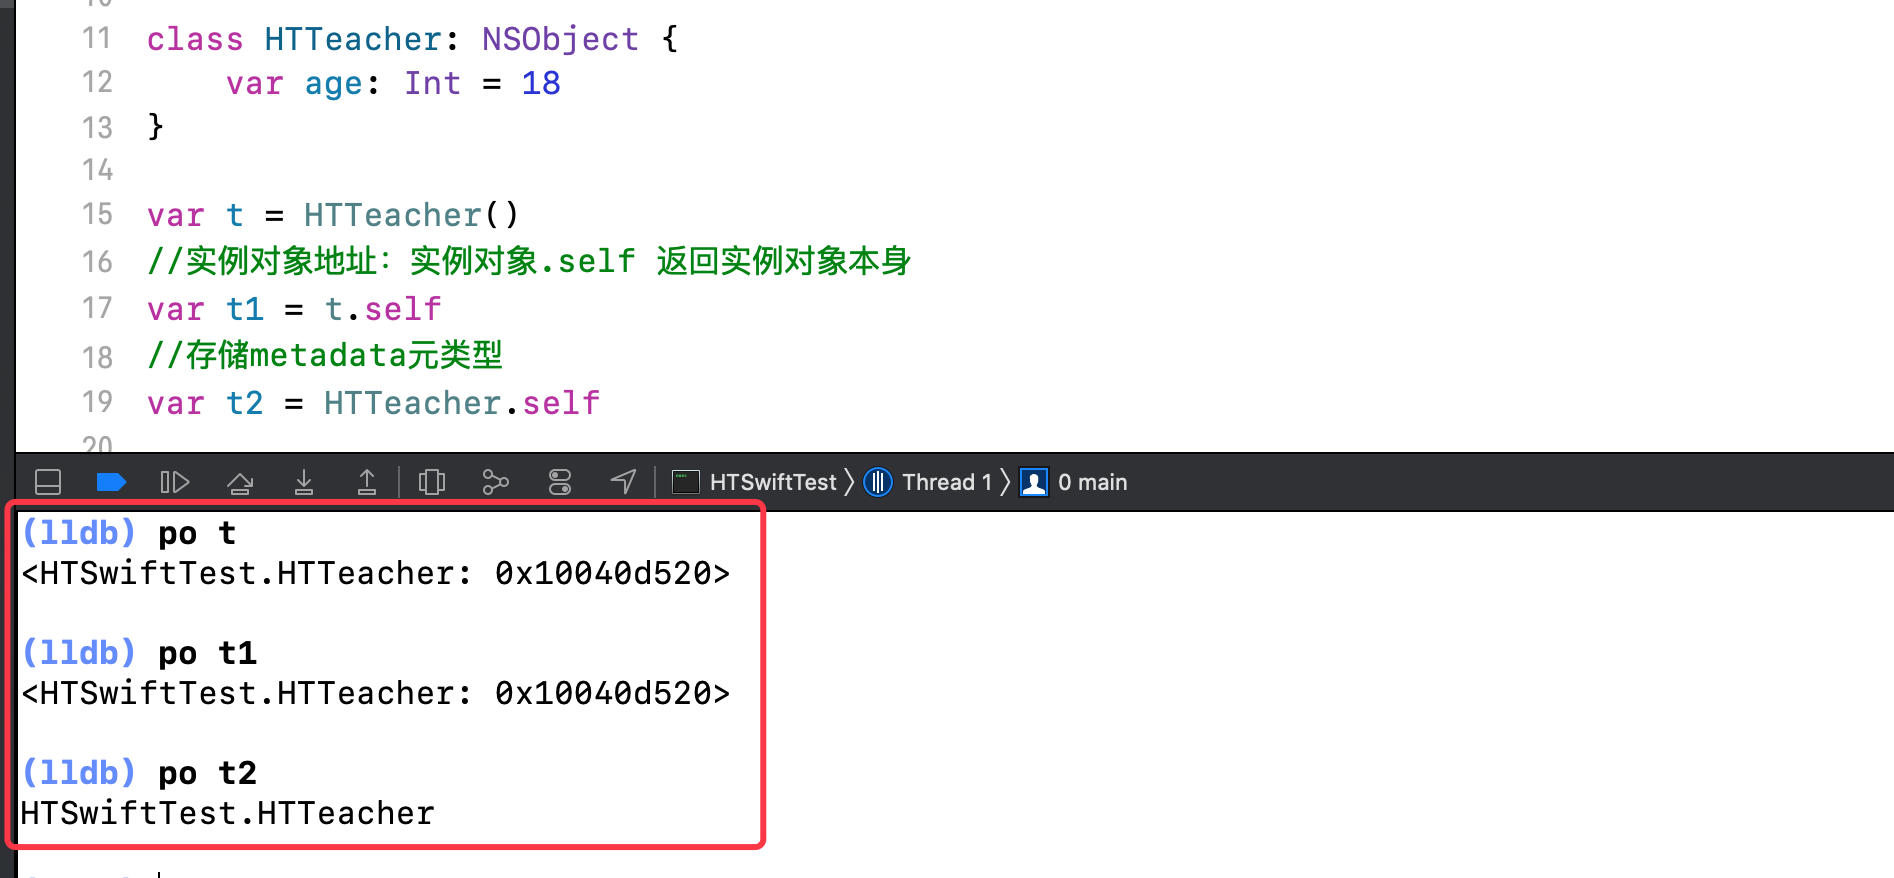 11 class HTTeacher: NSObject {
12 var age: Int = 18
13 }
14
15 var t = HTTeacher()
16 //实例对象地址：实例对象.self 返回实例对象本身
17 var t1 = t.self
18 //存储metadata元类型
19 var t2 = HTTeacher.self
20
HTSwiftTest Thread 1 0 main
(lldb) po t
<HTSwiftTest.HTTeacher: 0x10040d520>
(lldb) po t1
<HTSwiftTest.HTTeacher: 0x10040d520>
(lldb) po t2
HTSwiftTest.HTTeacher